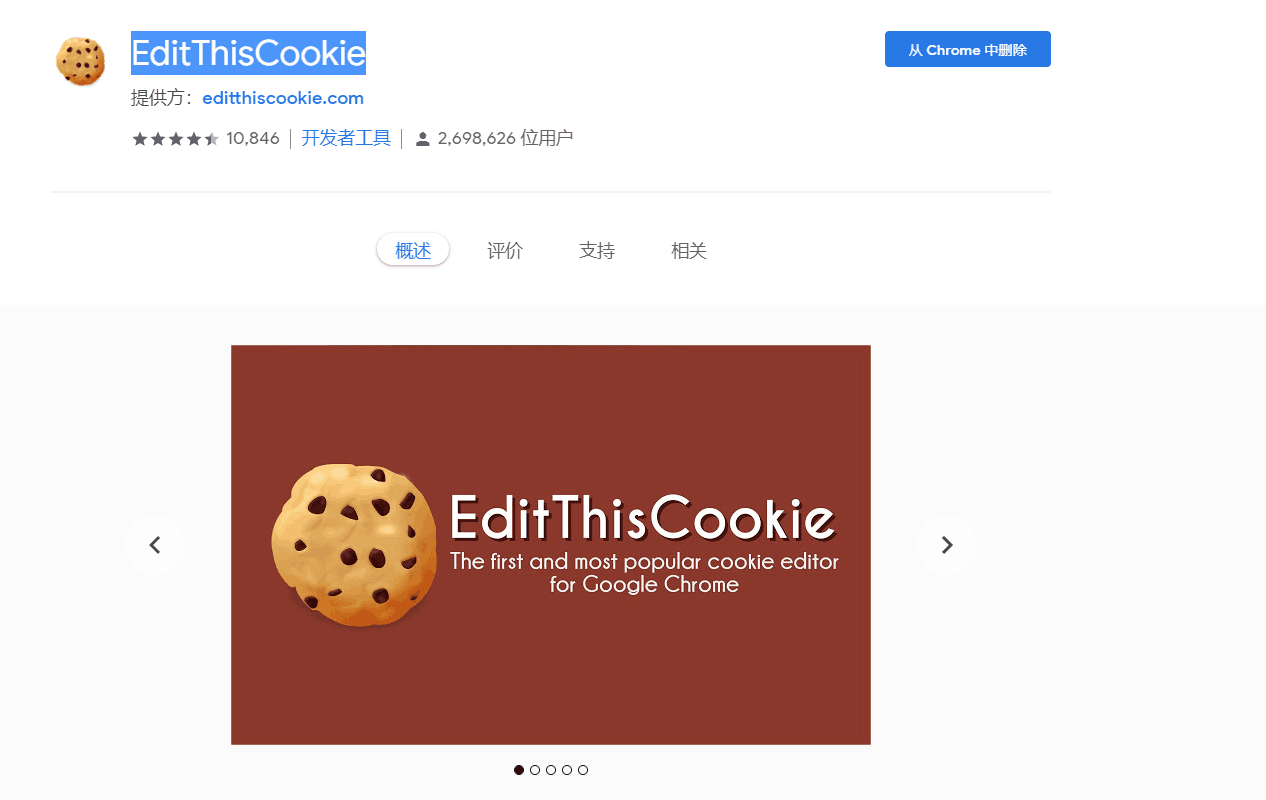 EditThisCookie
从 Chrome 中删除
提供方：editthiscookie.com
10,846 | 开发者工具 | 2,698,626 位用户
概述 评价 支持 相关
EditThisCookie
The first and most popular cookie editor
for Google Chrome